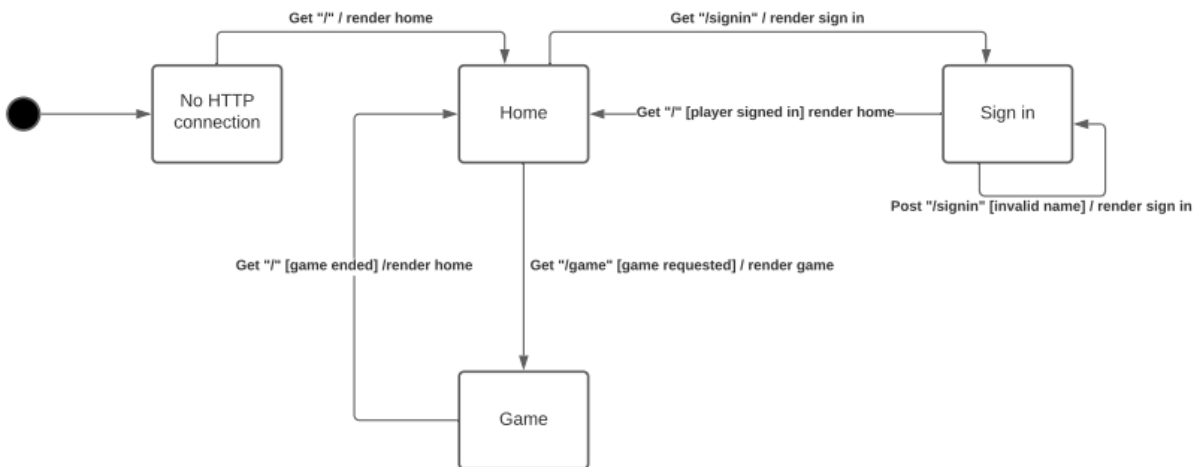 Get "/" / render home
Get "/signin" / render sign in
No HTTP
connection
Home
Get "/" [player signed in] render home
Sign in
Post "/signin" [invalid name] / render sign in
Get "/" [game ended] /render home
Get "/game" [game requested] / render game
Game